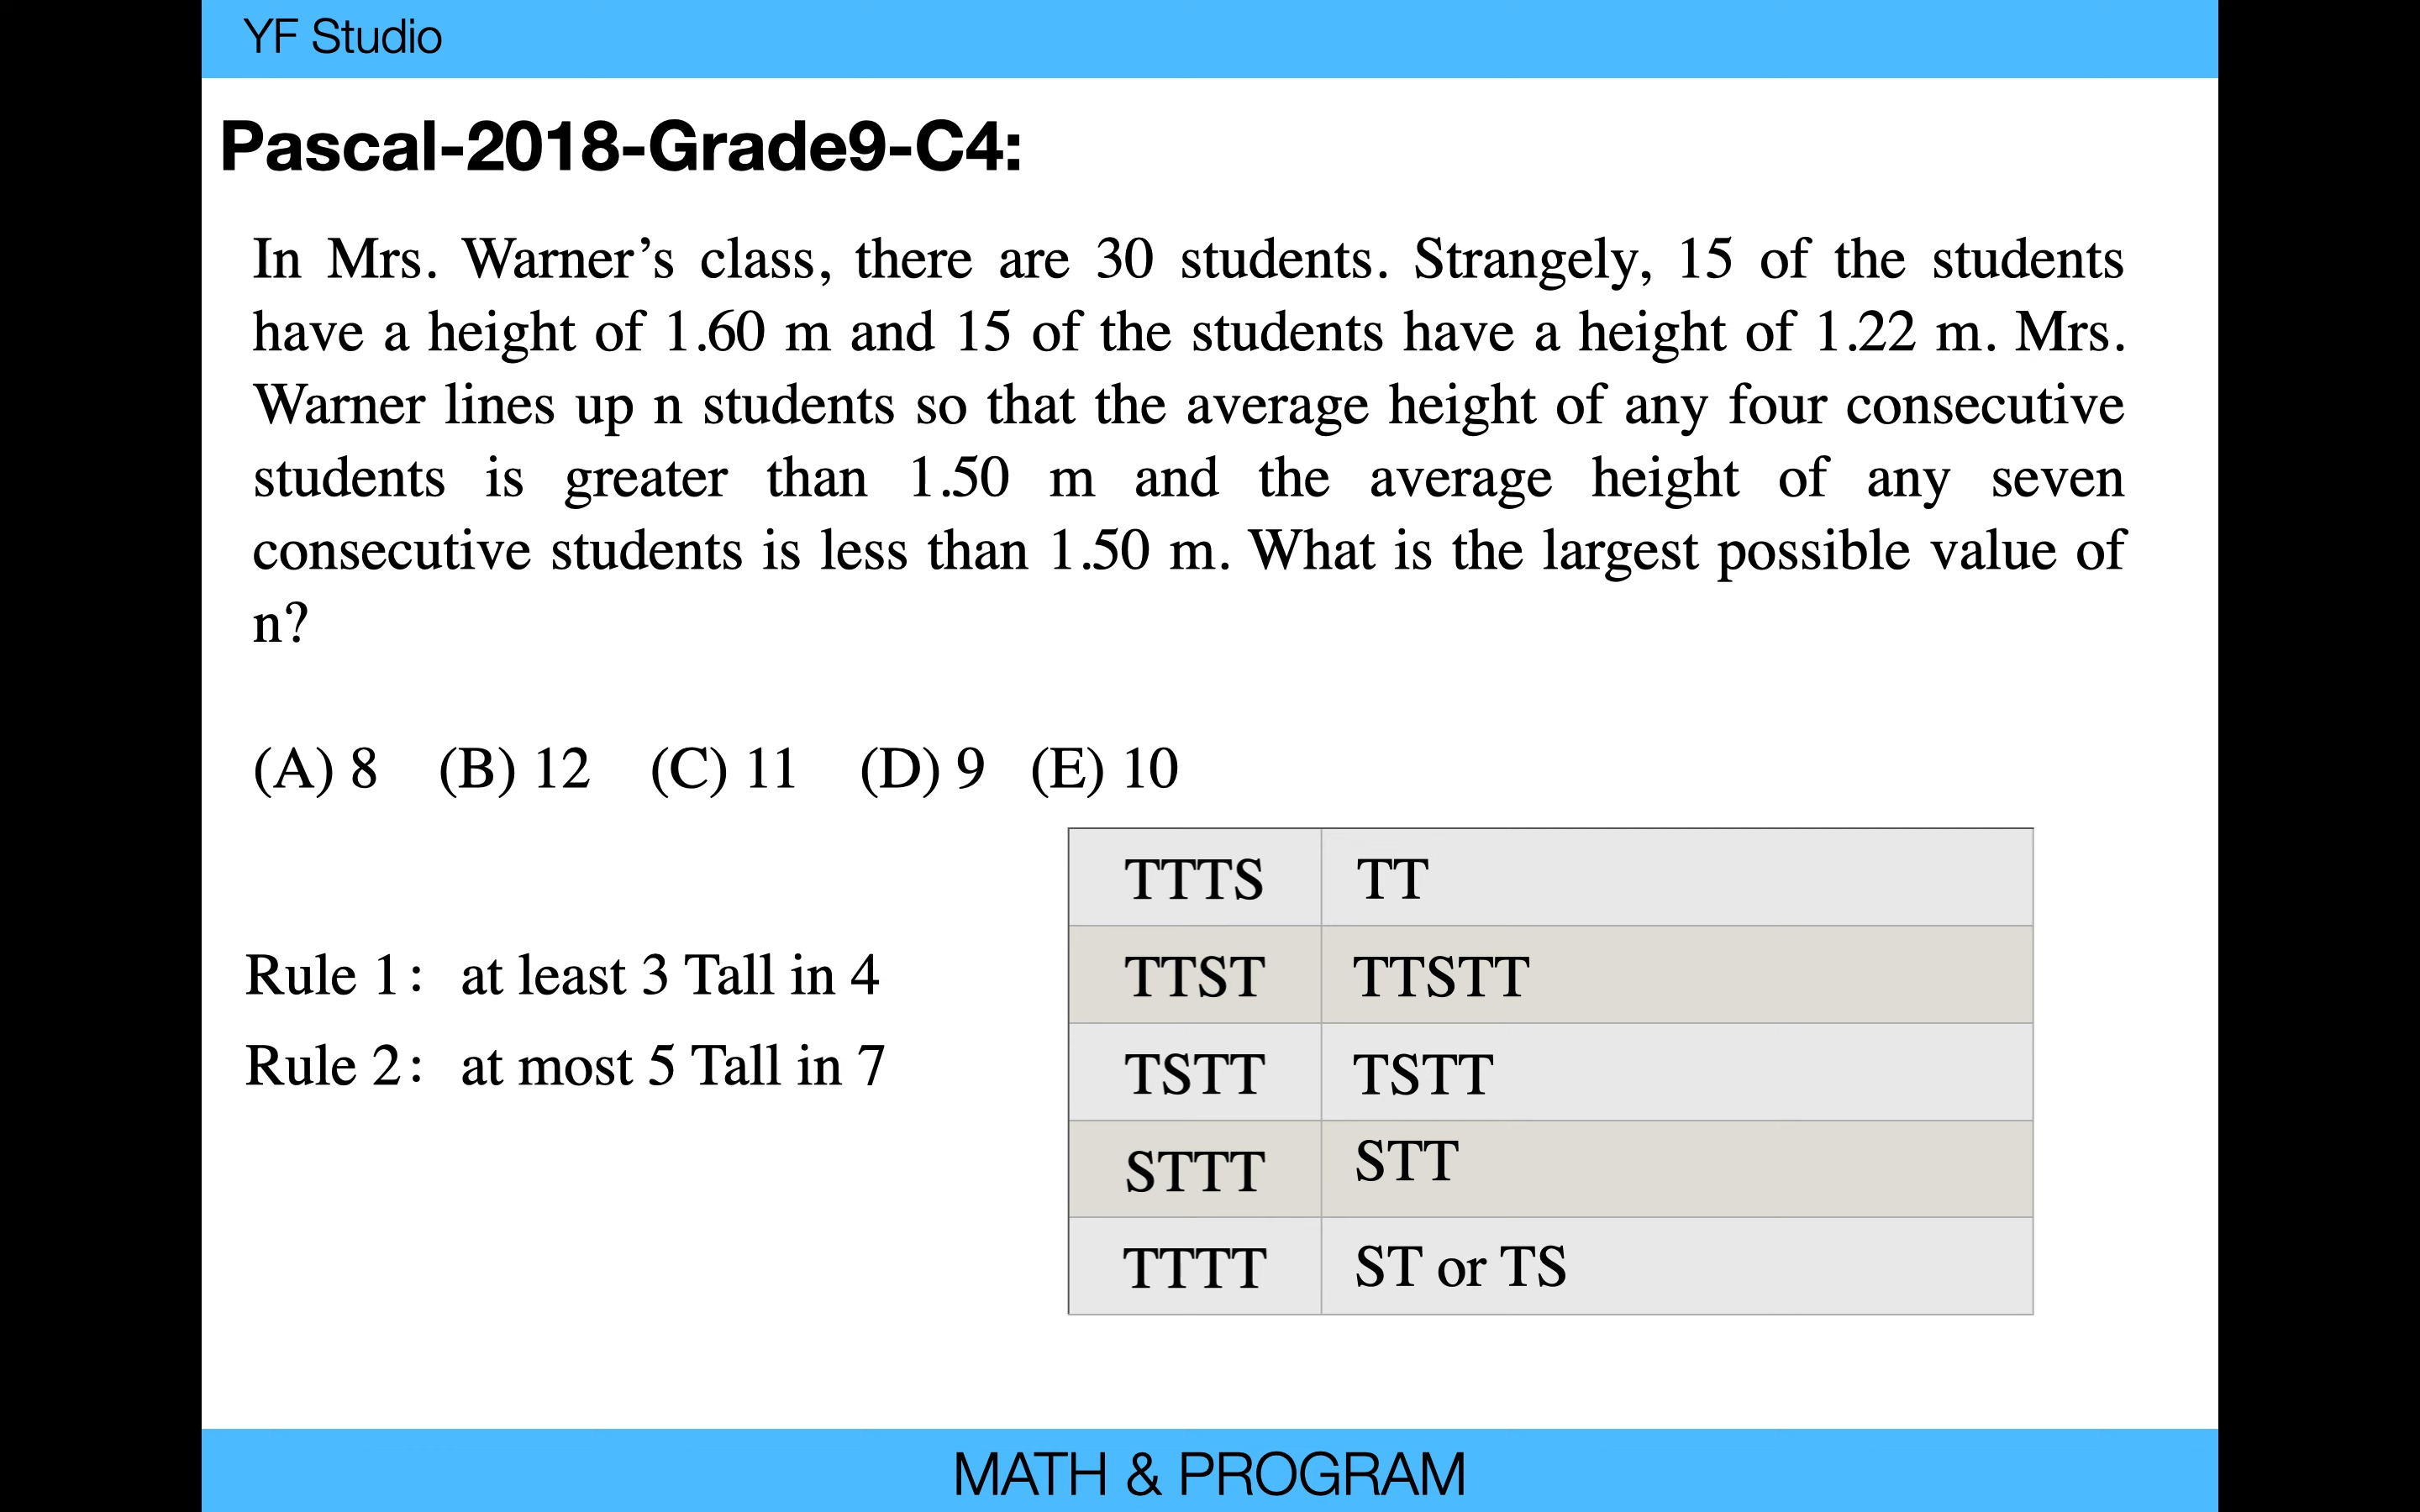 YF Studio
Pascal-2018-Grade9-C4:
In Mrs. Warner’s class, there are 30 students. Strangely, 15 of the students
have a height of 1.60 m and 15 of the students have a height of 1.22 m. Mrs.
Warner lines up n students so that the average height of any four consecutive
students is greater than 1.50 m and the average height of any seven
consecutive students is less than 1.50 m. What is the largest possible value of
n?
(A) 8 (B) 12 (C) 11 (D) 9 (E) 10
Rule 1: at least 3 Tall in 4
Rule 2: at most 5 Tall in 7
TTTS TT
TTST TTSTT
TSTT TSTT
STTT STT
TTTT ST or TS
MATH & PROGRAM